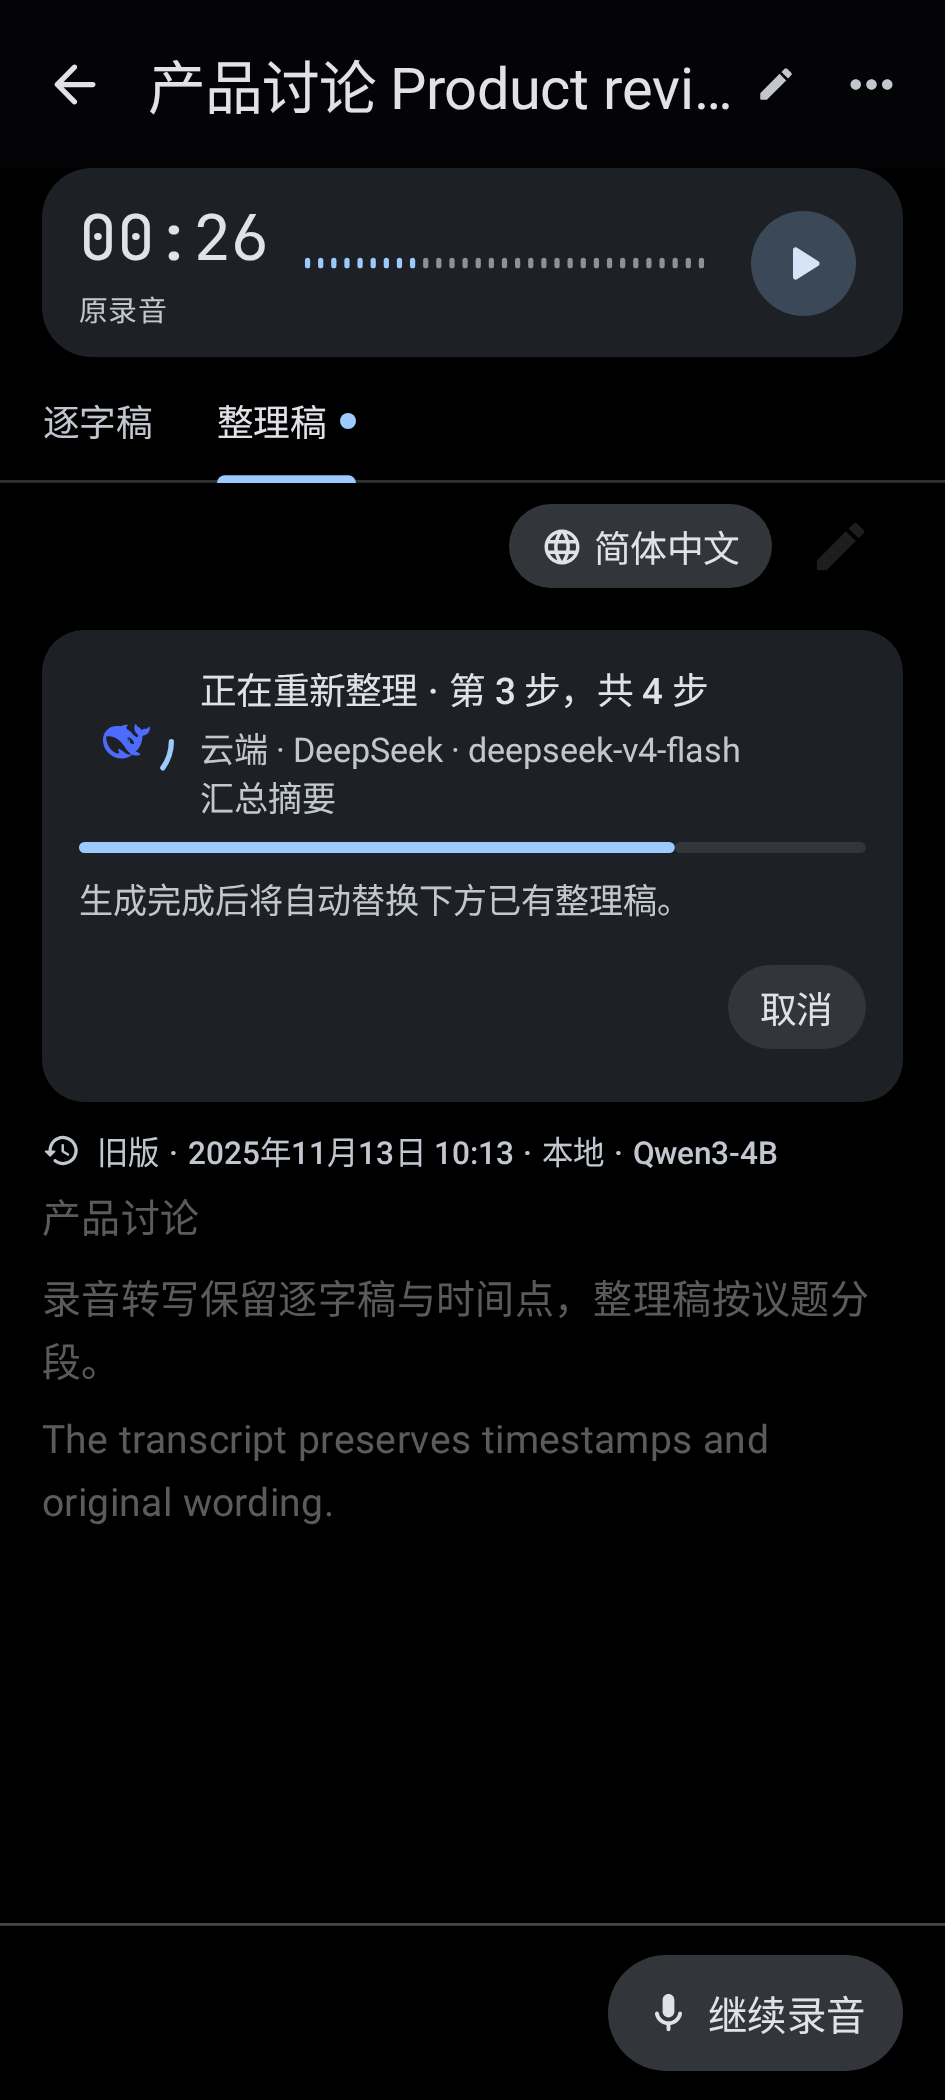 产品讨论 Product revi...
00:26
原录音
逐字稿
整理稿
简体中文
正在重新整理 · 第 3 步，共 4 步
云端 · DeepSeek · deepseek-v4-flash
汇总摘要
生成完成后将自动替换下方已有整理稿。
取消
旧版 · 2025年11月13日 10:13 · 本地 · Qwen3-4B
产品讨论
录音转写保留逐字稿与时间点，整理稿按议题分
段。
The transcript preserves timestamps and
original wording.
继续录音